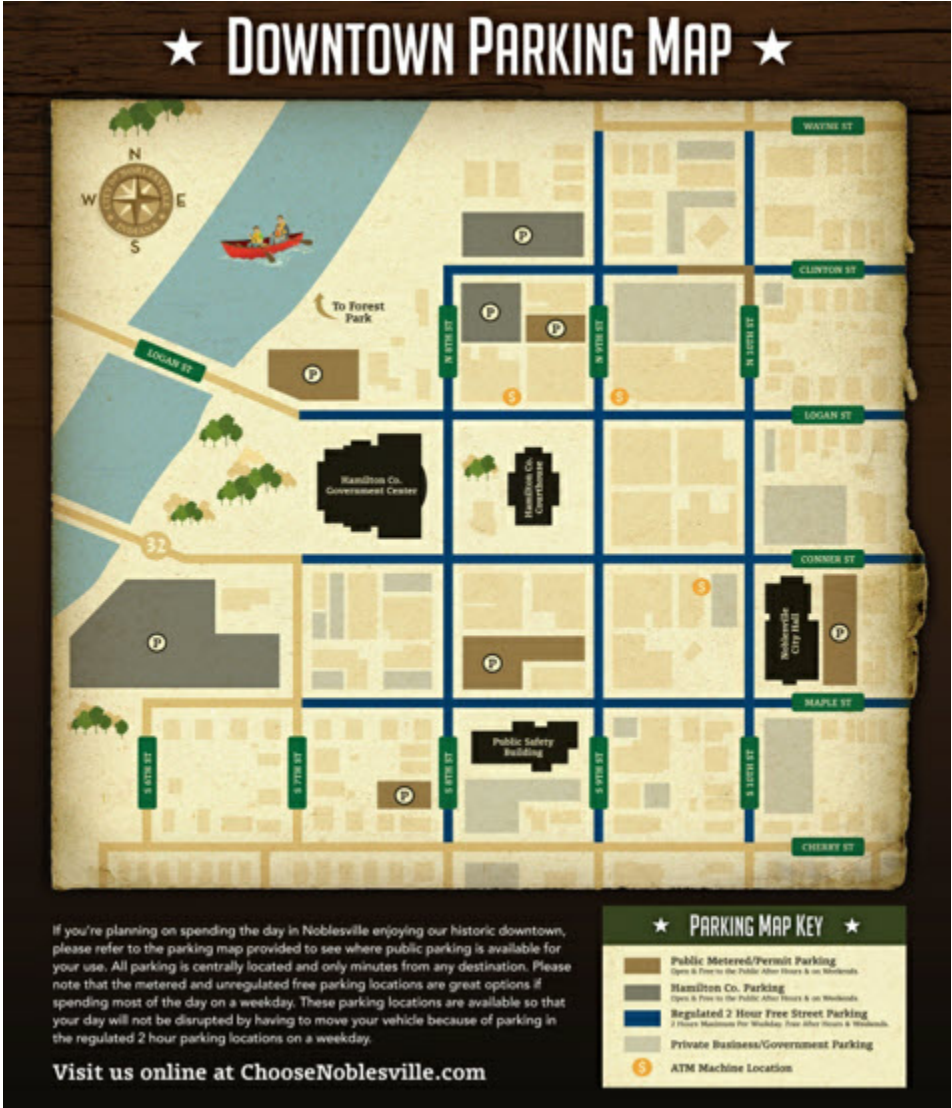 ★ DOWNTOWN PARKING MAP ★
WAYNE ST
N
W E
S
P
CLINTON ST
To Forest
Park
P
P
N 8TH ST
N 9TH ST
N 10TH ST
LOGAN ST
P
$
$
LOGAN ST
Hamilton Co.
Government Center
Hamilton Co.
Courthouse
32
CONNER ST
$
P
Noblesville
City Hall
P
P
MAPLE ST
Public Safety
Building
S 6TH ST
S 7TH ST
S 8TH ST
S 9TH ST
S 10TH ST
P
CHERRY ST
If you're planning on spending the day in Noblesville enjoying our historic downtown,
please refer to the parking map provided to see where public parking is available for
your use. All parking is centrally located and only minutes from any destination. Please
note that the metered and unregulated free parking locations are great options if
spending most of the day on a weekday. These parking locations are available so that
your day will not be disrupted by having to move your vehicle because of parking in
the regulated 2 hour parking locations on a weekday.
Visit us online at ChooseNoblesville.com
★ PARKING MAP KEY ★
Public Metered/Permit Parking
Open & Free to the Public After Hours & on Weekends.
Hamilton Co. Parking
Open & Free to the Public After Hours & on Weekends.
Regulated 2 Hour Free Street Parking
2 Hours Maximum Per Weekday. Free After Hours & Weekends.
Private Business/Government Parking
$ ATM Machine Location